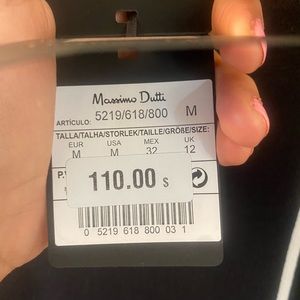 Massimo Dutti
ARTÍCULO: 5219/618/800 M
TALLA/TALHA/STORLEK/TAILLE/GRÖßE/SIZE:
EUR USA MEX UK
M M 32 12
P.V
110.00 $
0 5219 618 800 03 1